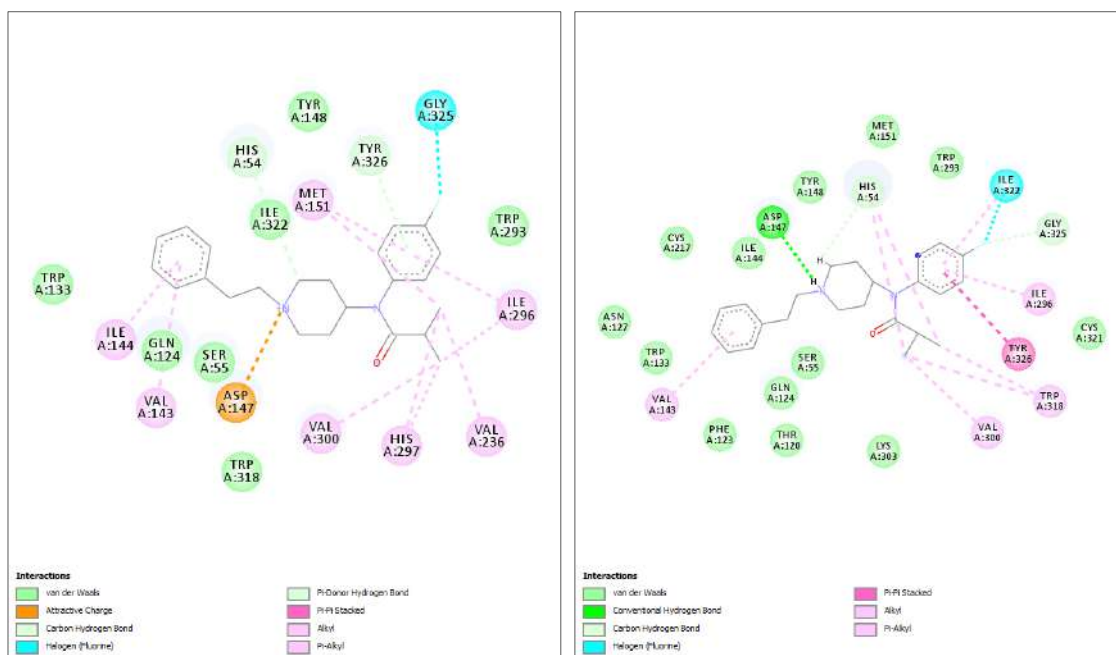 TYR
A:148
GLY
A:325
HIS
A:54
TYR
A:326
MET
A:151
ILE
A:322
TRP
A:293
TRP
A:133
ILE
A:296
ILE
A:144
GLN
A:124
SER
A:55
VAL
A:143
ASP
A:147
VAL
A:300
HIS
A:297
VAL
A:236
TRP
A:318
N
N
O
Interactions
van der Waals
Attractive Charge
Carbon Hydrogen Bond
Halogen (Fluorine)
Pi-Donor Hydrogen Bond
Pi-Pi Stacked
Alkyl
Pi-Alkyl
MET
A:151
TRP
A:293
ILE
A:322
TYR
A:148
HIS
A:54
ASP
A:147
GLY
A:325
CYS
A:217
ILE
A:144
H
H
N
N
O
ILE
A:296
ASN
A:127
CYS
A:321
TRP
A:133
SER
A:55
TYR
A:326
VAL
A:143
GLN
A:124
TRP
A:318
PHE
A:123
THR
A:120
VAL
A:300
LYS
A:303
Interactions
van der Waals
Conventional Hydrogen Bond
Carbon Hydrogen Bond
Halogen (Fluorine)
Pi-Pi Stacked
Alkyl
Pi-Alkyl